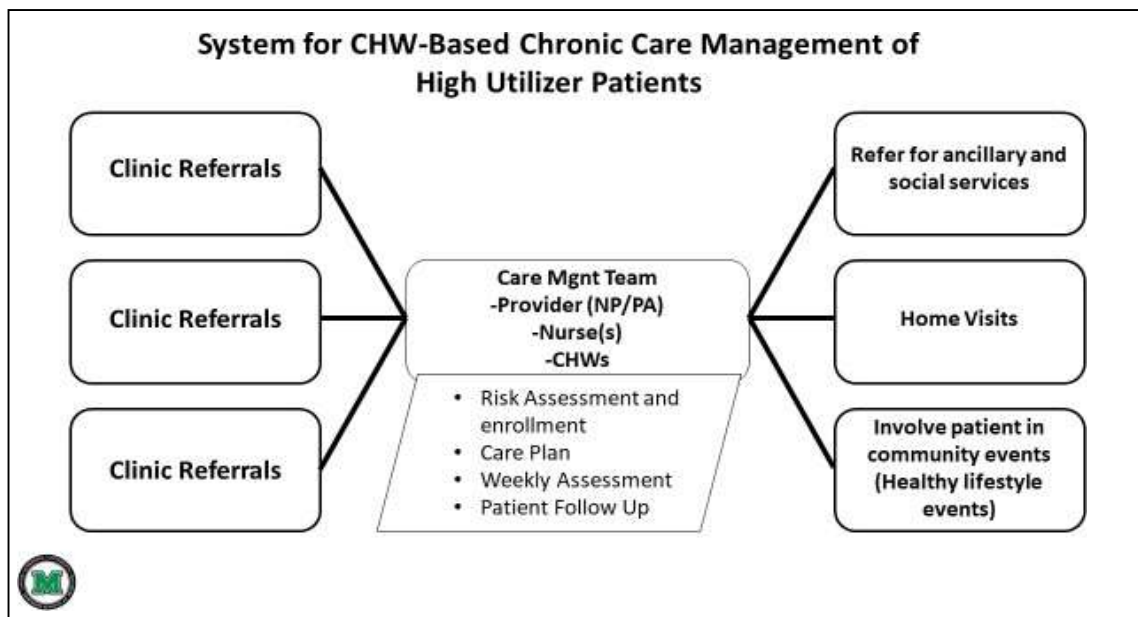 System for CHW-Based Chronic Care Management of
High Utilizer Patients
Clinic Referrals
Clinic Referrals
Clinic Referrals
Care Mgnt Team
-Provider (NP/PA)
-Nurse(s)
-CHWs
• Risk Assessment and
enrollment
• Care Plan
• Weekly Assessment
• Patient Follow Up
Refer for ancillary and
social services
Home Visits
Involve patient in
community events
(Healthy lifestyle
events)
M